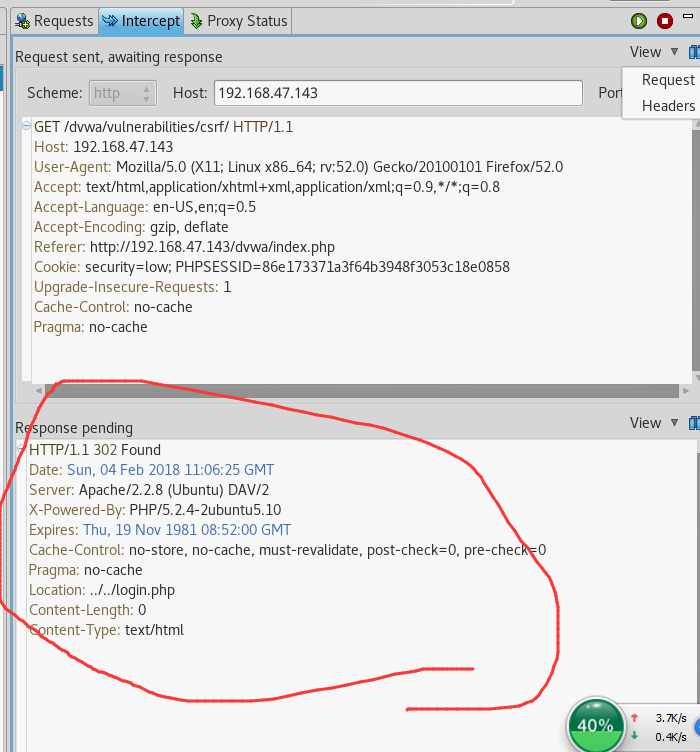 Requests Intercept Proxy Status
Request sent, awaiting response
View
Request
Headers
Scheme: http Host: 192.168.47.143 Port
GET /dvwa/vulnerabilities/csrf/ HTTP/1.1
Host: 192.168.47.143
User-Agent: Mozilla/5.0 (X11; Linux x86_64; rv:52.0) Gecko/20100101 Firefox/52.0
Accept: text/html,application/xhtml+xml,application/xml;q=0.9,*/*;q=0.8
Accept-Language: en-US,en;q=0.5
Accept-Encoding: gzip, deflate
Referer: http://192.168.47.143/dvwa/index.php
Cookie: security=low; PHPSESSID=86e173371a3f64b3948f3053c18e0858
Upgrade-Insecure-Requests: 1
Cache-Control: no-cache
Pragma: no-cache
Response pending
View
HTTP/1.1 302 Found
Date: Sun, 04 Feb 2018 11:06:25 GMT
Server: Apache/2.2.8 (Ubuntu) DAV/2
X-Powered-By: PHP/5.2.4-2ubuntu5.10
Expires: Thu, 19 Nov 1981 08:52:00 GMT
Cache-Control: no-store, no-cache, must-revalidate, post-check=0, pre-check=0
Pragma: no-cache
Location: ../../login.php
Content-Length: 0
Content-Type: text/html
40%
3.7K/s
0.4K/s